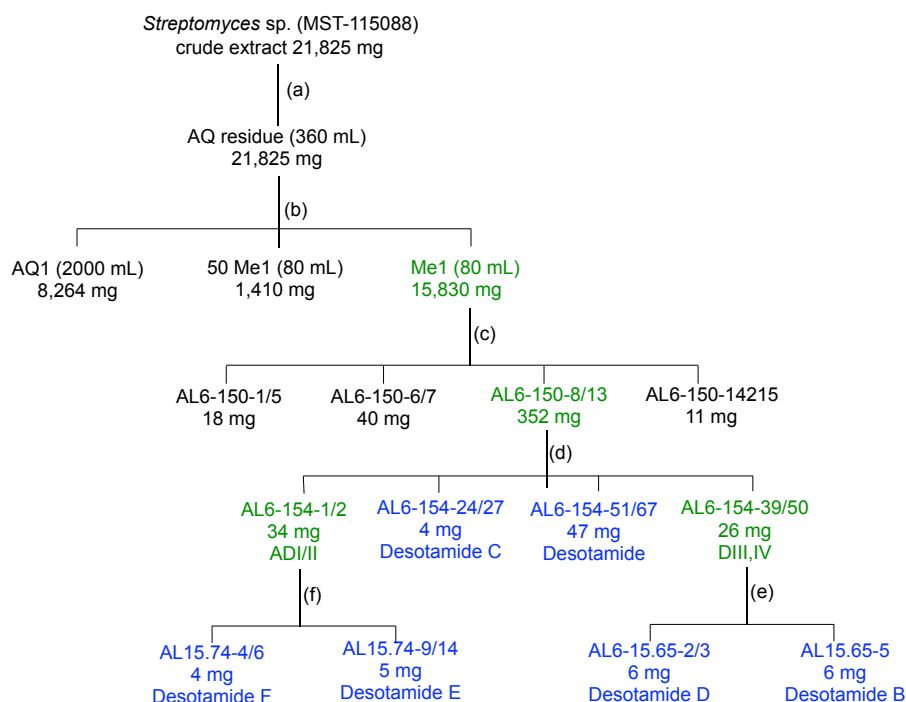 Streptomyces sp. (MST-115088)
crude extract 21,825 mg
(a)
AQ residue (360 mL)
21,825 mg
(b)
AQ1 (2000 mL)
8,264 mg
50 Me1 (80 mL)
1,410 mg
Me1 (80 mL)
15,830 mg
(c)
AL6-150-1/5
18 mg
AL6-150-6/7
40 mg
AL6-150-8/13
352 mg
AL6-150-14215
11 mg
(d)
AL6-154-1/2
34 mg
ADI/II
AL6-154-24/27
4 mg
Desotamide C
AL6-154-51/67
47 mg
Desotamide
AL6-154-39/50
26 mg
DIII,IV
(f)
(e)
AL15.74-4/6
4 mg
Desotamide F
AL15.74-9/14
5 mg
Desotamide E
AL6-15.65-2/3
6 mg
Desotamide D
AL15.65-5
6 mg
Desotamide B